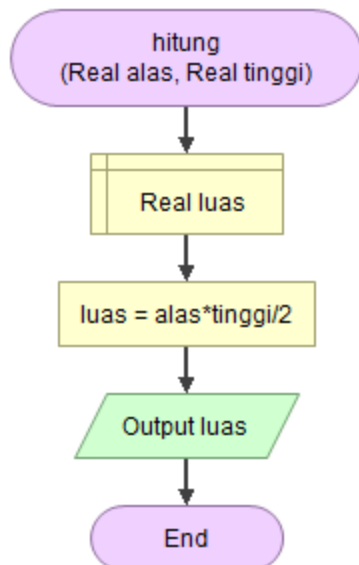 hitung
(Real alas, Real tinggi)
Real luas
luas = alas*tinggi/2
Output luas
End